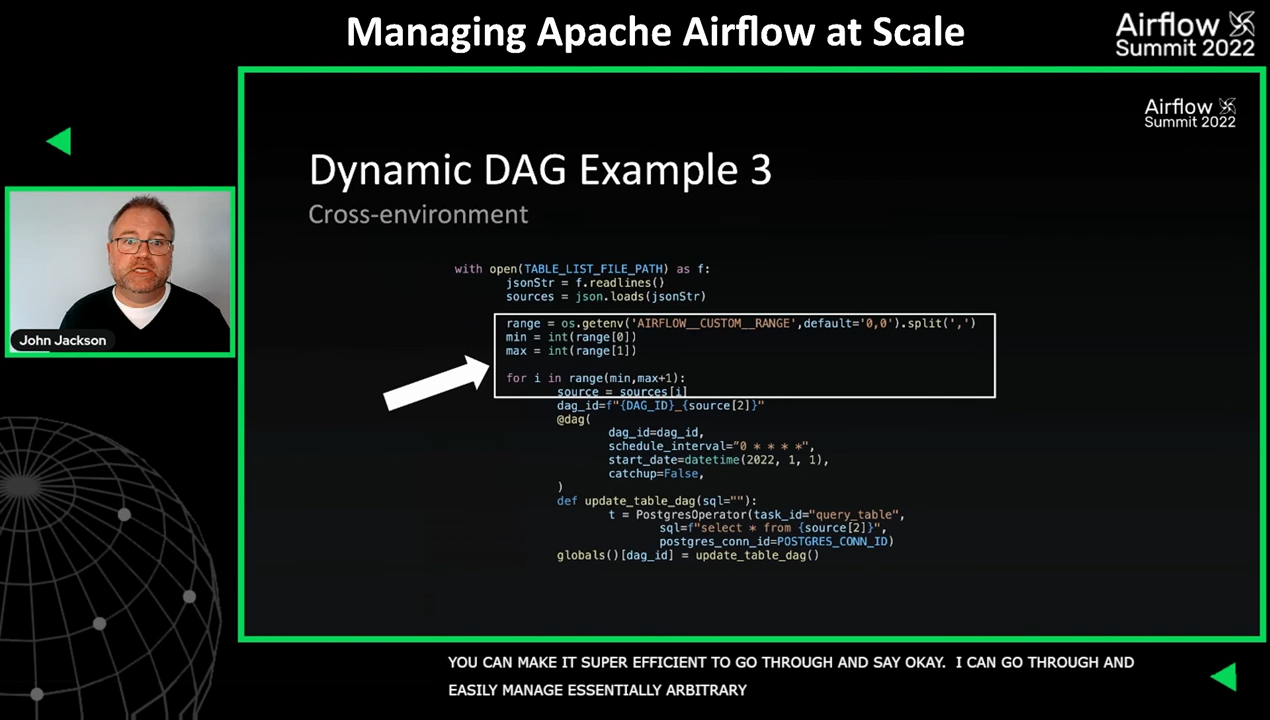 Managing Apache Airflow at Scale
Airflow
Summit 2022
Airflow
Summit 2022
Dynamic DAG Example 3
Cross-environment
John Jackson
with open(TABLE_LIST_FILE_PATH) as f:
jsonStr = f.readlines()
sources = json.loads(jsonStr)
range = os.getenv('AIRFLOW__CUSTOM__RANGE',default='0,0').split(',')
min = int(range[0])
max = int(range[1])
for i in range(min,max+1):
source = sources[i]
dag_id=f"{DAG_ID}_{source[2]}"
@dag(
dag_id=dag_id,
schedule_interval="0 * * * *",
start_date=datetime(2022, 1, 1),
catchup=False,
)
def update_table_dag(sql=""):
t = PostgresOperator(task_id="query_table",
sql=f"select * from {source[2]}",
postgres_conn_id=POSTGRES_CONN_ID)
globals()[dag_id] = update_table_dag()
YOU CAN MAKE IT SUPER EFFICIENT TO GO THROUGH AND SAY OKAY. I CAN GO THROUGH AND
EASILY MANAGE ESSENTIALLY ARBITRARY